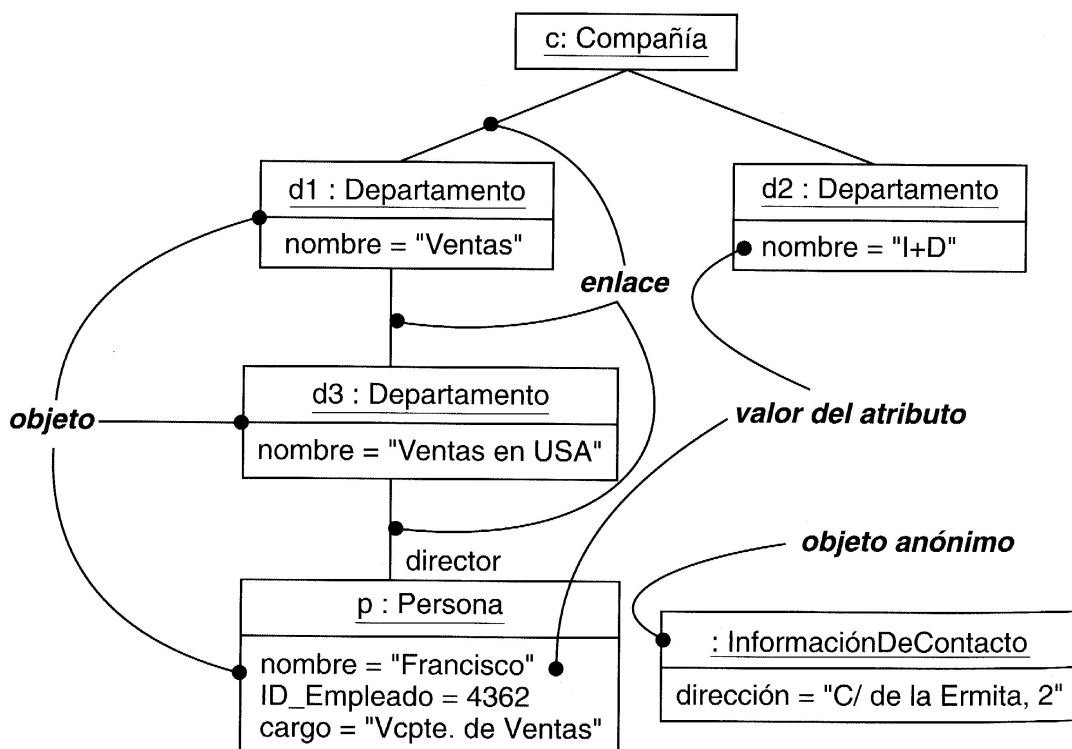 c: Compañía
d1 : Departamento
nombre = "Ventas"
d2 : Departamento
nombre = "I+D"
enlace
d3 : Departamento
nombre = "Ventas en USA"
objeto
valor del atributo
director
objeto anónimo
p : Persona
nombre = "Francisco"
ID_Empleado = 4362
cargo = "Vcpte. de Ventas"
: InformaciónDeContacto
dirección = "C/ de la Ermita, 2"